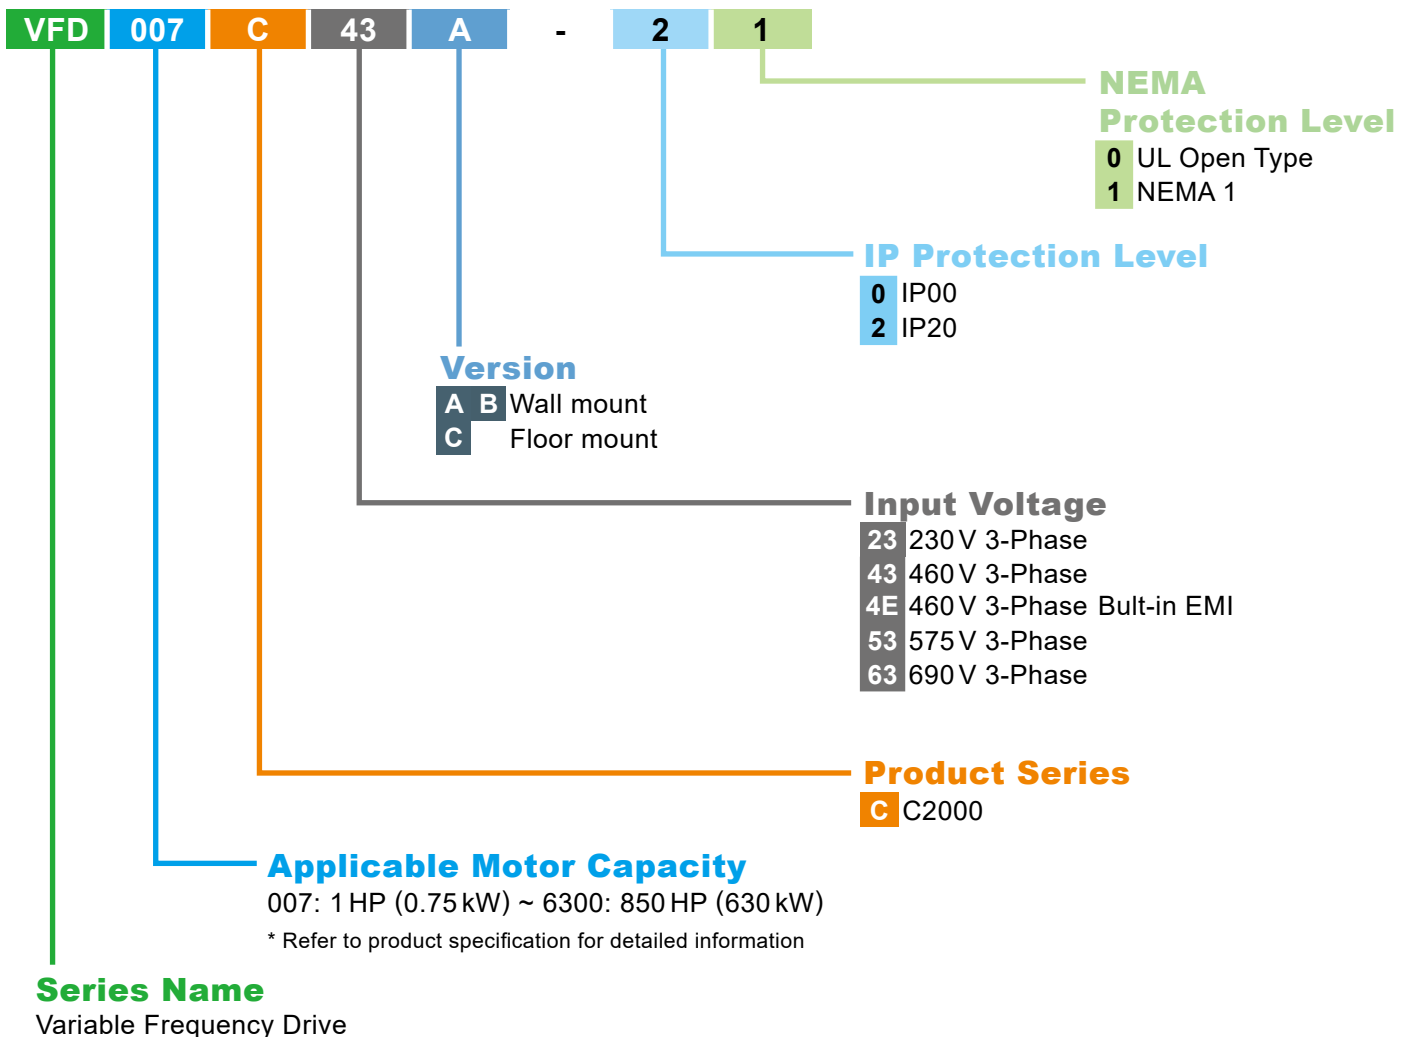 VFD 007 C 43 A - 2 1
NEMA
Protection Level
0 UL Open Type
1 NEMA 1
IP Protection Level
0 IP00
2 IP20
Version
A B Wall mount
C Floor mount
Input Voltage
23 230 V 3-Phase
43 460 V 3-Phase
4E 460 V 3-Phase Bult-in EMI
53 575 V 3-Phase
63 690 V 3-Phase
Product Series
C C2000
Applicable Motor Capacity
007: 1 HP (0.75 kW) ~ 6300: 850 HP (630 kW)
* Refer to product specification for detailed information
Series Name
Variable Frequency Drive